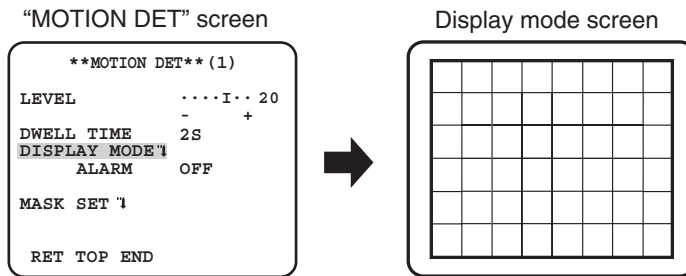 “MOTION DET” screen
**MOTION DET**(1)
LEVEL ····I·· 20
- +
DWELL TIME 2S
DISPLAY MODE↴
ALARM OFF
MASK SET ↴
RET TOP END
Display mode screen